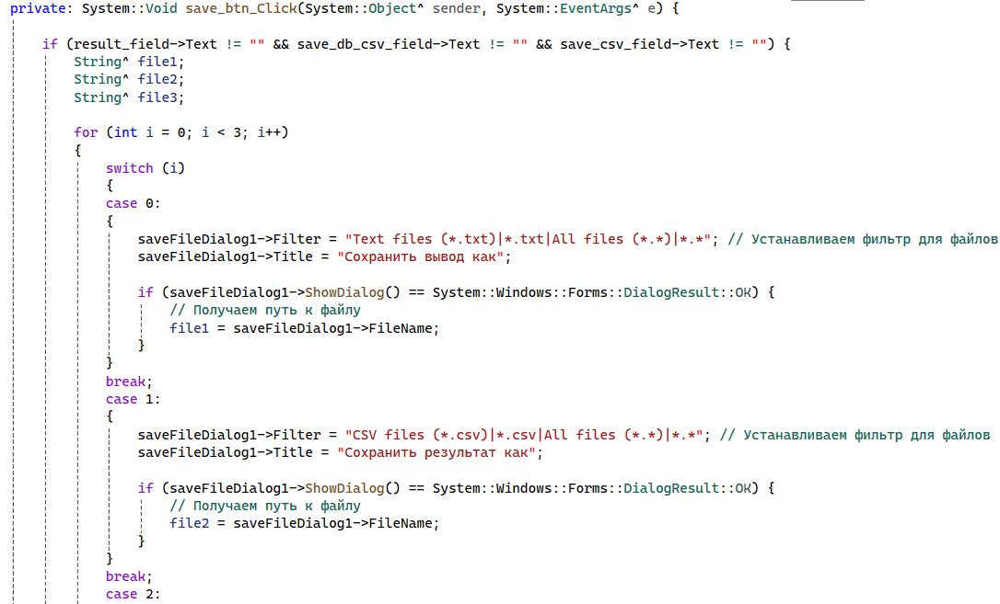 private: System::Void save_btn_Click(System::Object^ sender, System::EventArgs^ e) {
if (result_field->Text != "" && save_db_csv_field->Text != "" && save_csv_field->Text != "") {
String^ file1;
String^ file2;
String^ file3;
for (int i = 0; i < 3; i++)
{
switch (i)
{
case 0:
{
saveFileDialog1->Filter = "Text files (*.txt)|*.txt|All files (*.*)|*.*"; // Устанавливаем фильтр для файлов
saveFileDialog1->Title = "Сохранить вывод как";
if (saveFileDialog1->ShowDialog() == System::Windows::Forms::DialogResult::OK) {
// Получаем путь к файлу
file1 = saveFileDialog1->FileName;
}
}
break;
case 1:
{
saveFileDialog1->Filter = "CSV files (*.csv)|*.csv|All files (*.*)|*.*"; // Устанавливаем фильтр для файлов
saveFileDialog1->Title = "Сохранить результат как";
if (saveFileDialog1->ShowDialog() == System::Windows::Forms::DialogResult::OK) {
// Получаем путь к файлу
file2 = saveFileDialog1->FileName;
}
}
break;
case 2: